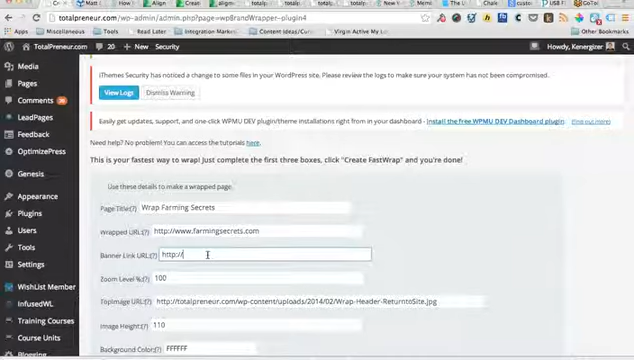 totalpreneur.com/wp-admin/admin.php?page=wpBrandWrapper-plugin4
Apps Miscellaneous Tools Read Later Integration Market Content Ideas/ Virgin Active My L Other Bookmarks
TotalPreneur.com 26 New Security Howdy, Kenergizer
Media
Pages
Comments
LeadPages
Feedback
OptimizePress
Genesis
Appearance
Plugins
Users
Tools
Settings
WishList Member
InfusedWL
Training Courses
Course Units
iThemes Security has noticed a change to some files in your WordPress site. Please review the logs to make sure your system has not been compromised.
View Logs Dismiss Warning
Easily get updates, support, and one-click WPMU DEV plugin/theme installations right from in your dashboard - Install the free WPMU DEV Dashboard plugin Find out more
Need help? No problem! You can access the tutorials here.
This is your fastest way to wrap! Just complete the first three boxes, click "Create FastWrap" and you're done!
Use these details to make a wrapped page.
Page Title:(?) Wrap Farming Secrets
Wrapped URL:(?) http://www.farmingsecrets.com
Banner Link URL:(?) http://
Zoom Level %:(?) 100
TopImage URL:(?) http://totalpreneur.com/wp-content/uploads/2014/02/Wrap-Header-ReturntoSite.jpg
Image Height:(?) 110
Background Color:(?) FFFFFF